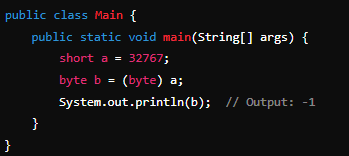 public class Main {
    public static void main(String[] args) {
        short a = 32767;
        byte b = (byte) a;
        System.out.println(b);  // Output: -1
    }
}